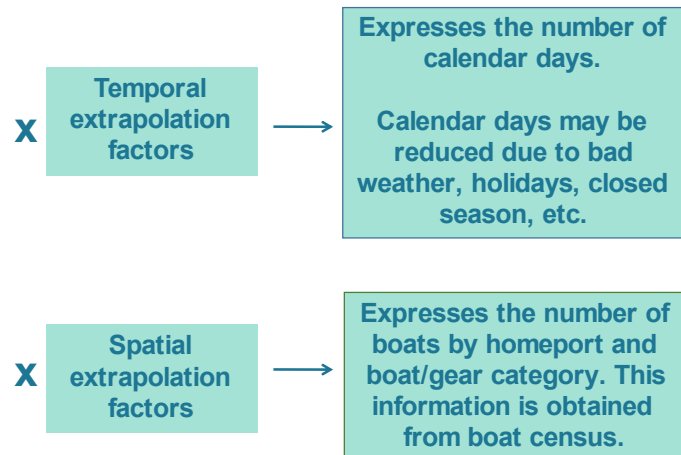 x
Temporal
extrapolation
factors
Expresses the number of
calendar days.
Calendar days may be
reduced due to bad
weather, holidays, closed
season, etc.
x
Spatial
extrapolation
factors
Expresses the number of
boats by homeport and
boat/gear category. This
information is obtained
from boat census.